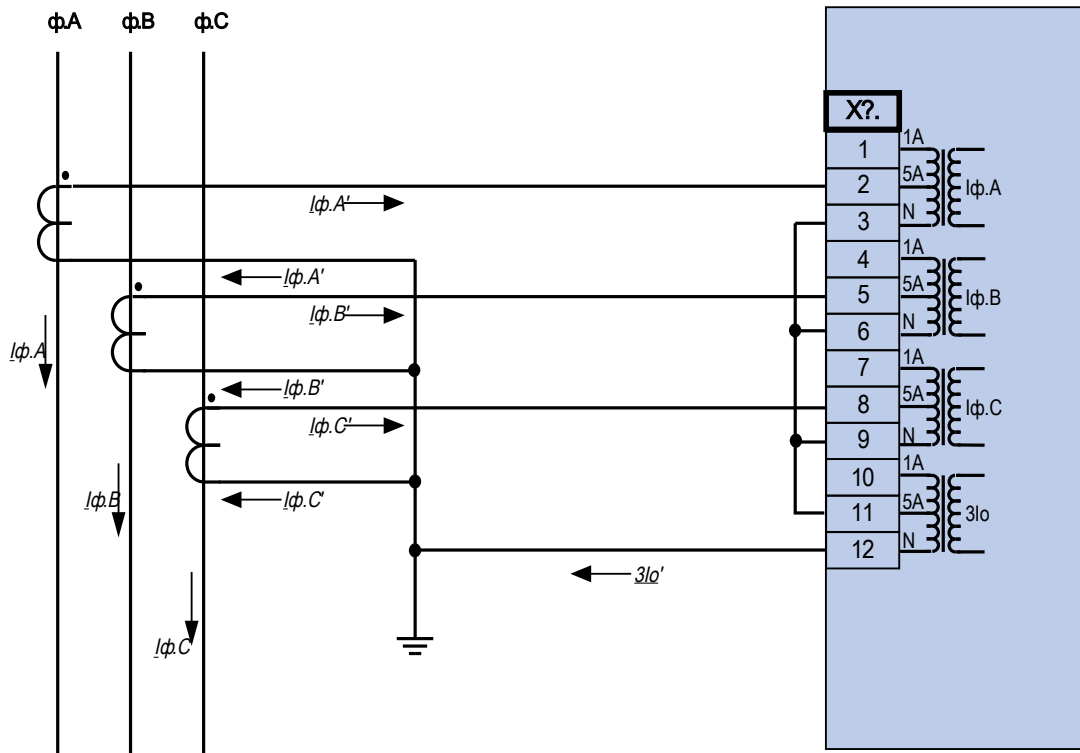 ф.А ф.В ф.С
X?.
1 1A
2 5A Iф.А
3 N
4 1A
5 5A Iф.В
6 N
7 1A
8 5A Iф.С
9 N
10 1A
11 5A 3Io
12 N
Iф.А'
Iф.А'
Iф.В'
Iф.А
Iф.В'
Iф.С'
Iф.В
Iф.С'
3Io'
Iф.С